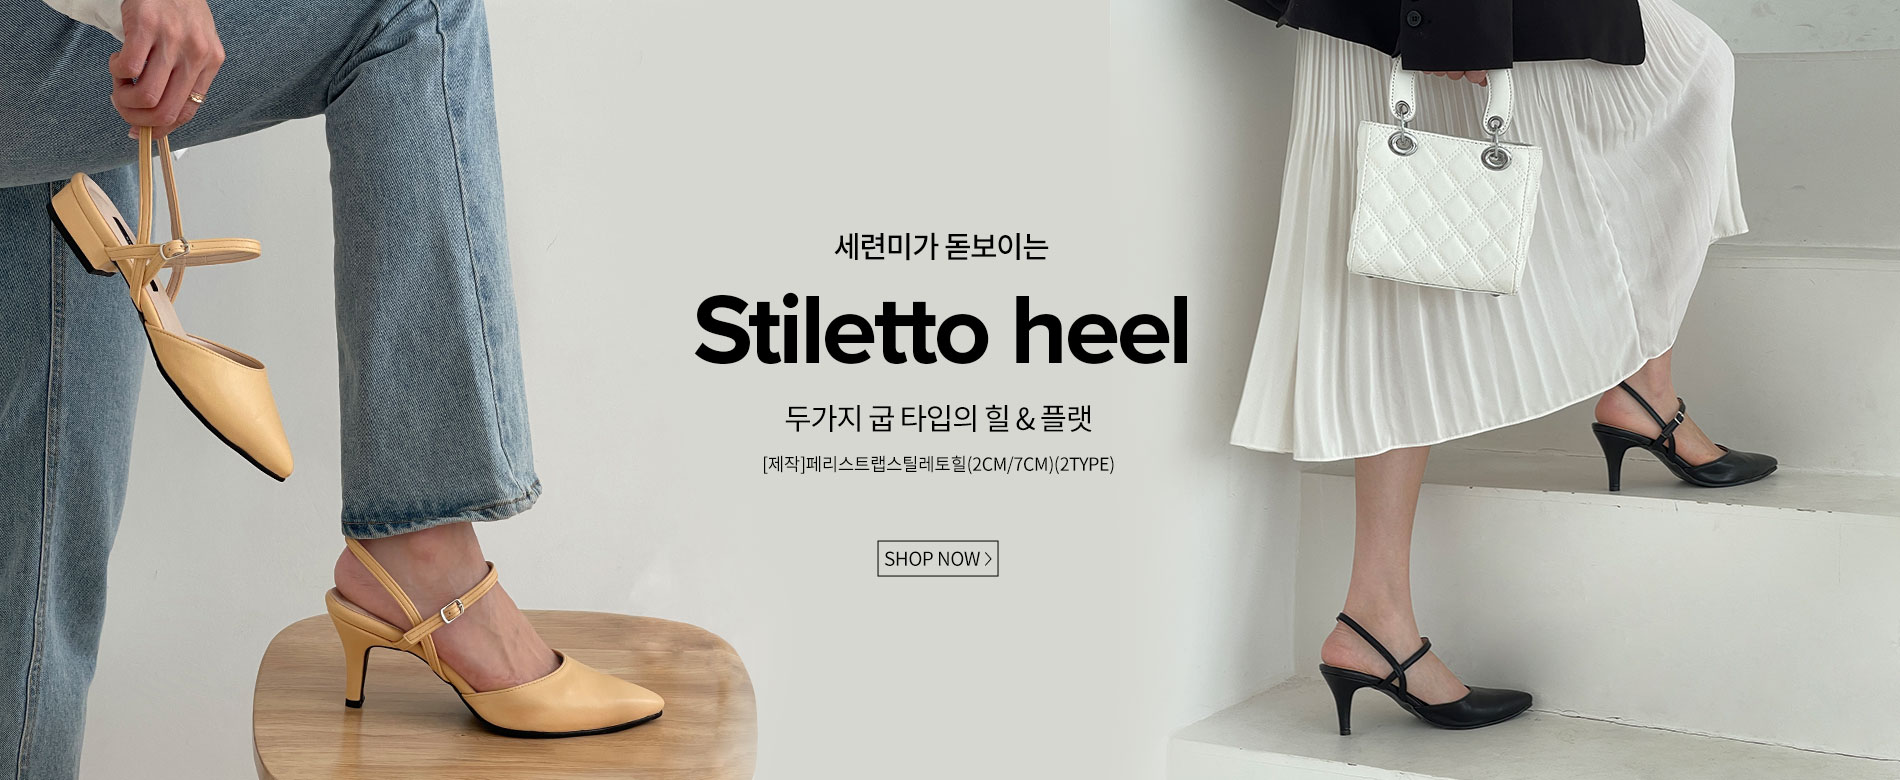 세련미가 돋보이는
Stiletto heel
두가지 굽 타입의 힐 & 플랫
[제작]페리스트랩스틸레토힐(2CM/7CM)(2TYPE)
SHOP NOW >